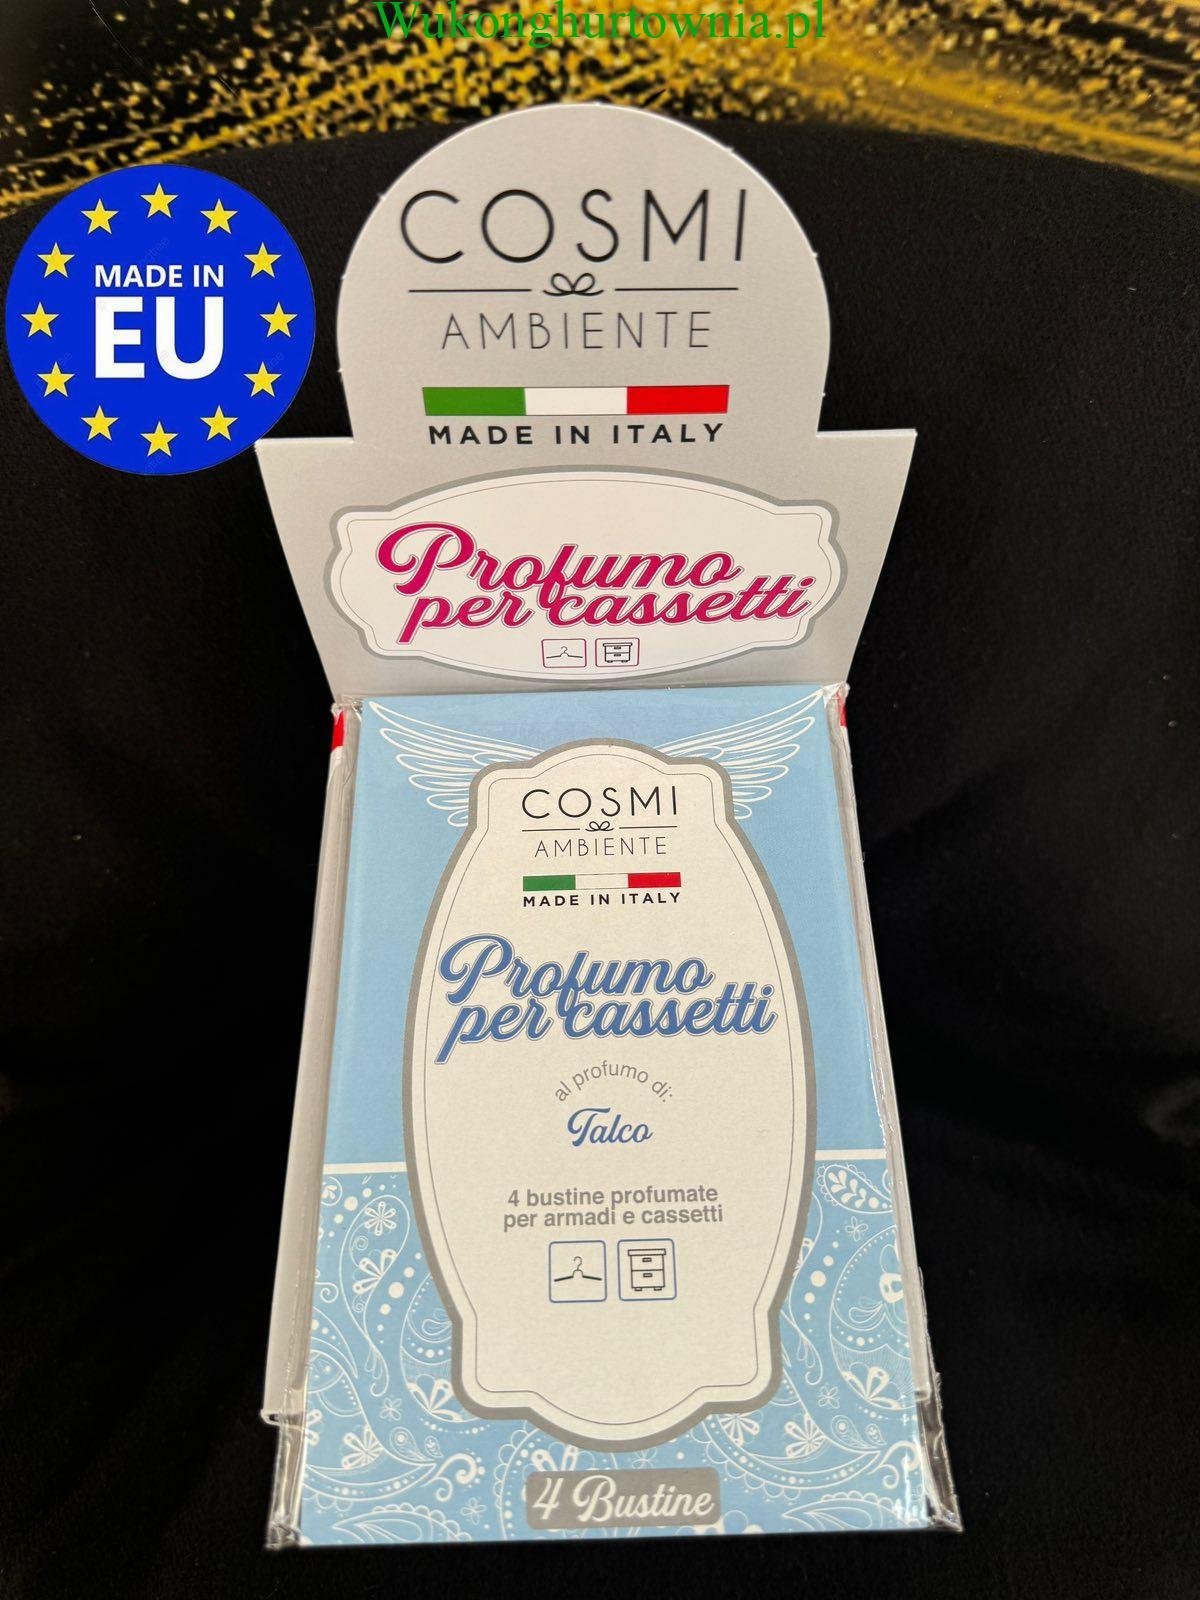 Wukonghurtownia.pl
MADE IN
EU
COSMI
AMBIENTE
MADE IN ITALY
Profumo
per cassetti
COSMI
AMBIENTE
MADE IN ITALY
Profumo
per cassetti
al profumo di:
Talco
4 bustine profumate
per armadi e cassetti
4 Bustine